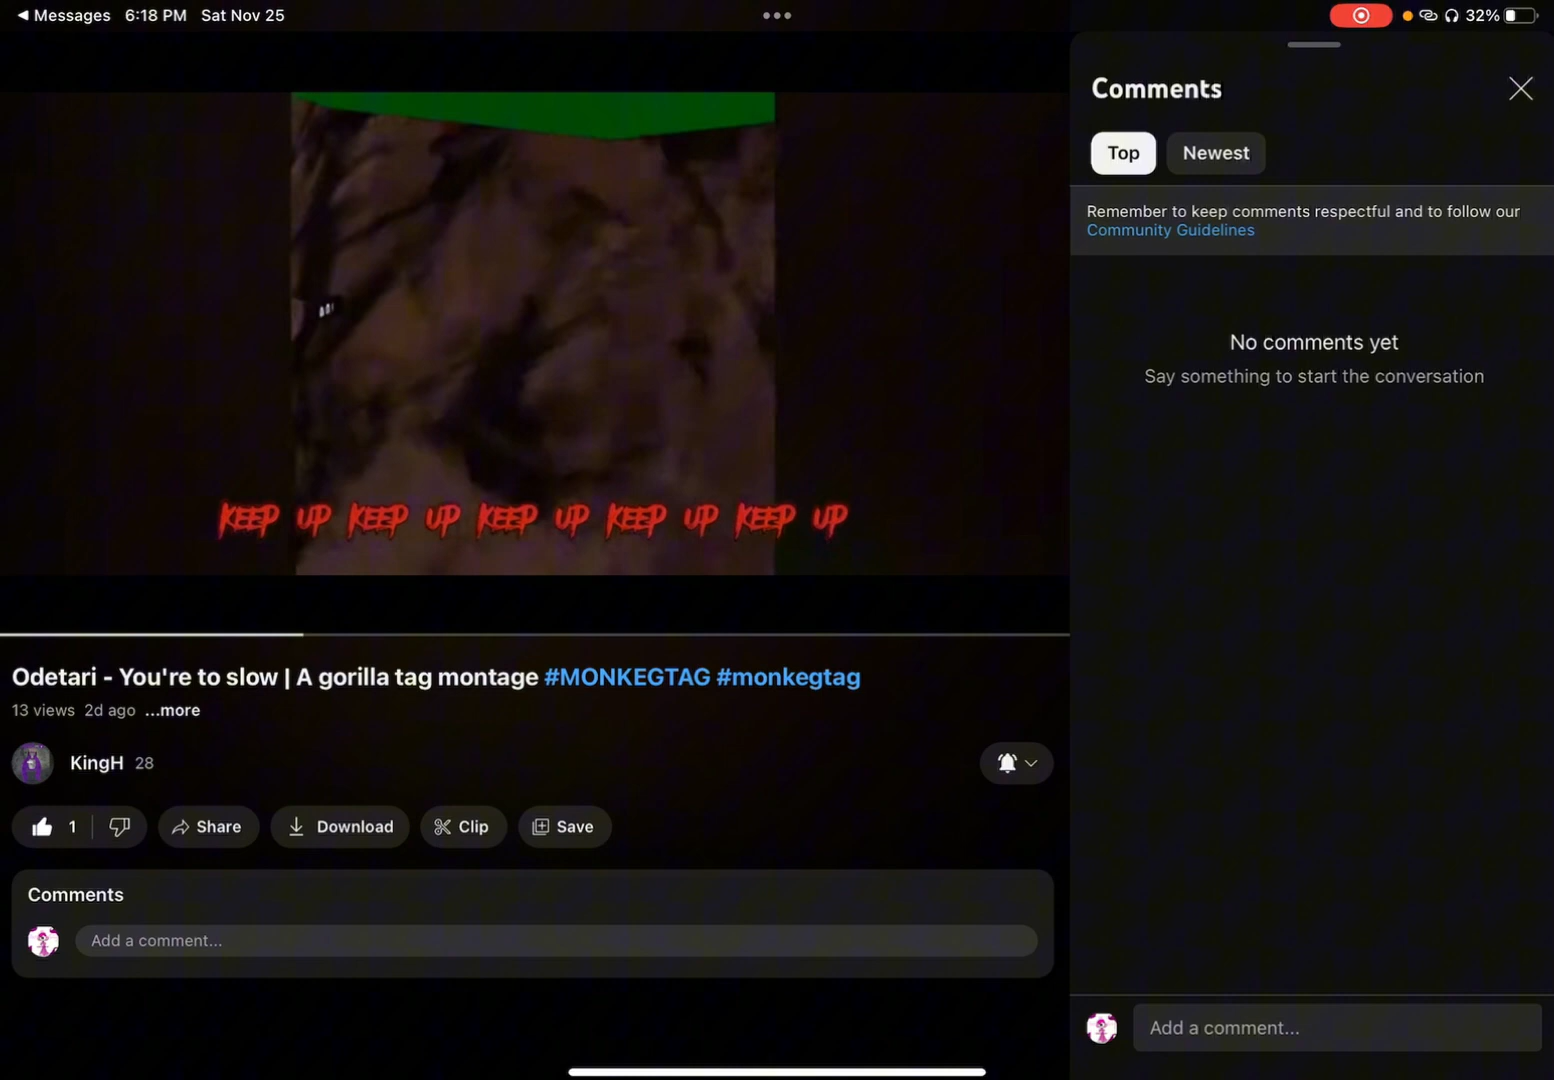 Messages 6:18 PM Sat Nov 25
32%
KEEP UP KEEP UP KEEP UP KEEP UP KEEP UP
Odetari - You're to slow | A gorilla tag montage #MONKEGTAG #monkegtag
13 views 2d ago ...more
KingH 28
1
Share
Download
Clip
Save
Comments
Add a comment...
Comments
Top
Newest
Remember to keep comments respectful and to follow our
Community Guidelines
No comments yet
Say something to start the conversation
Add a comment...